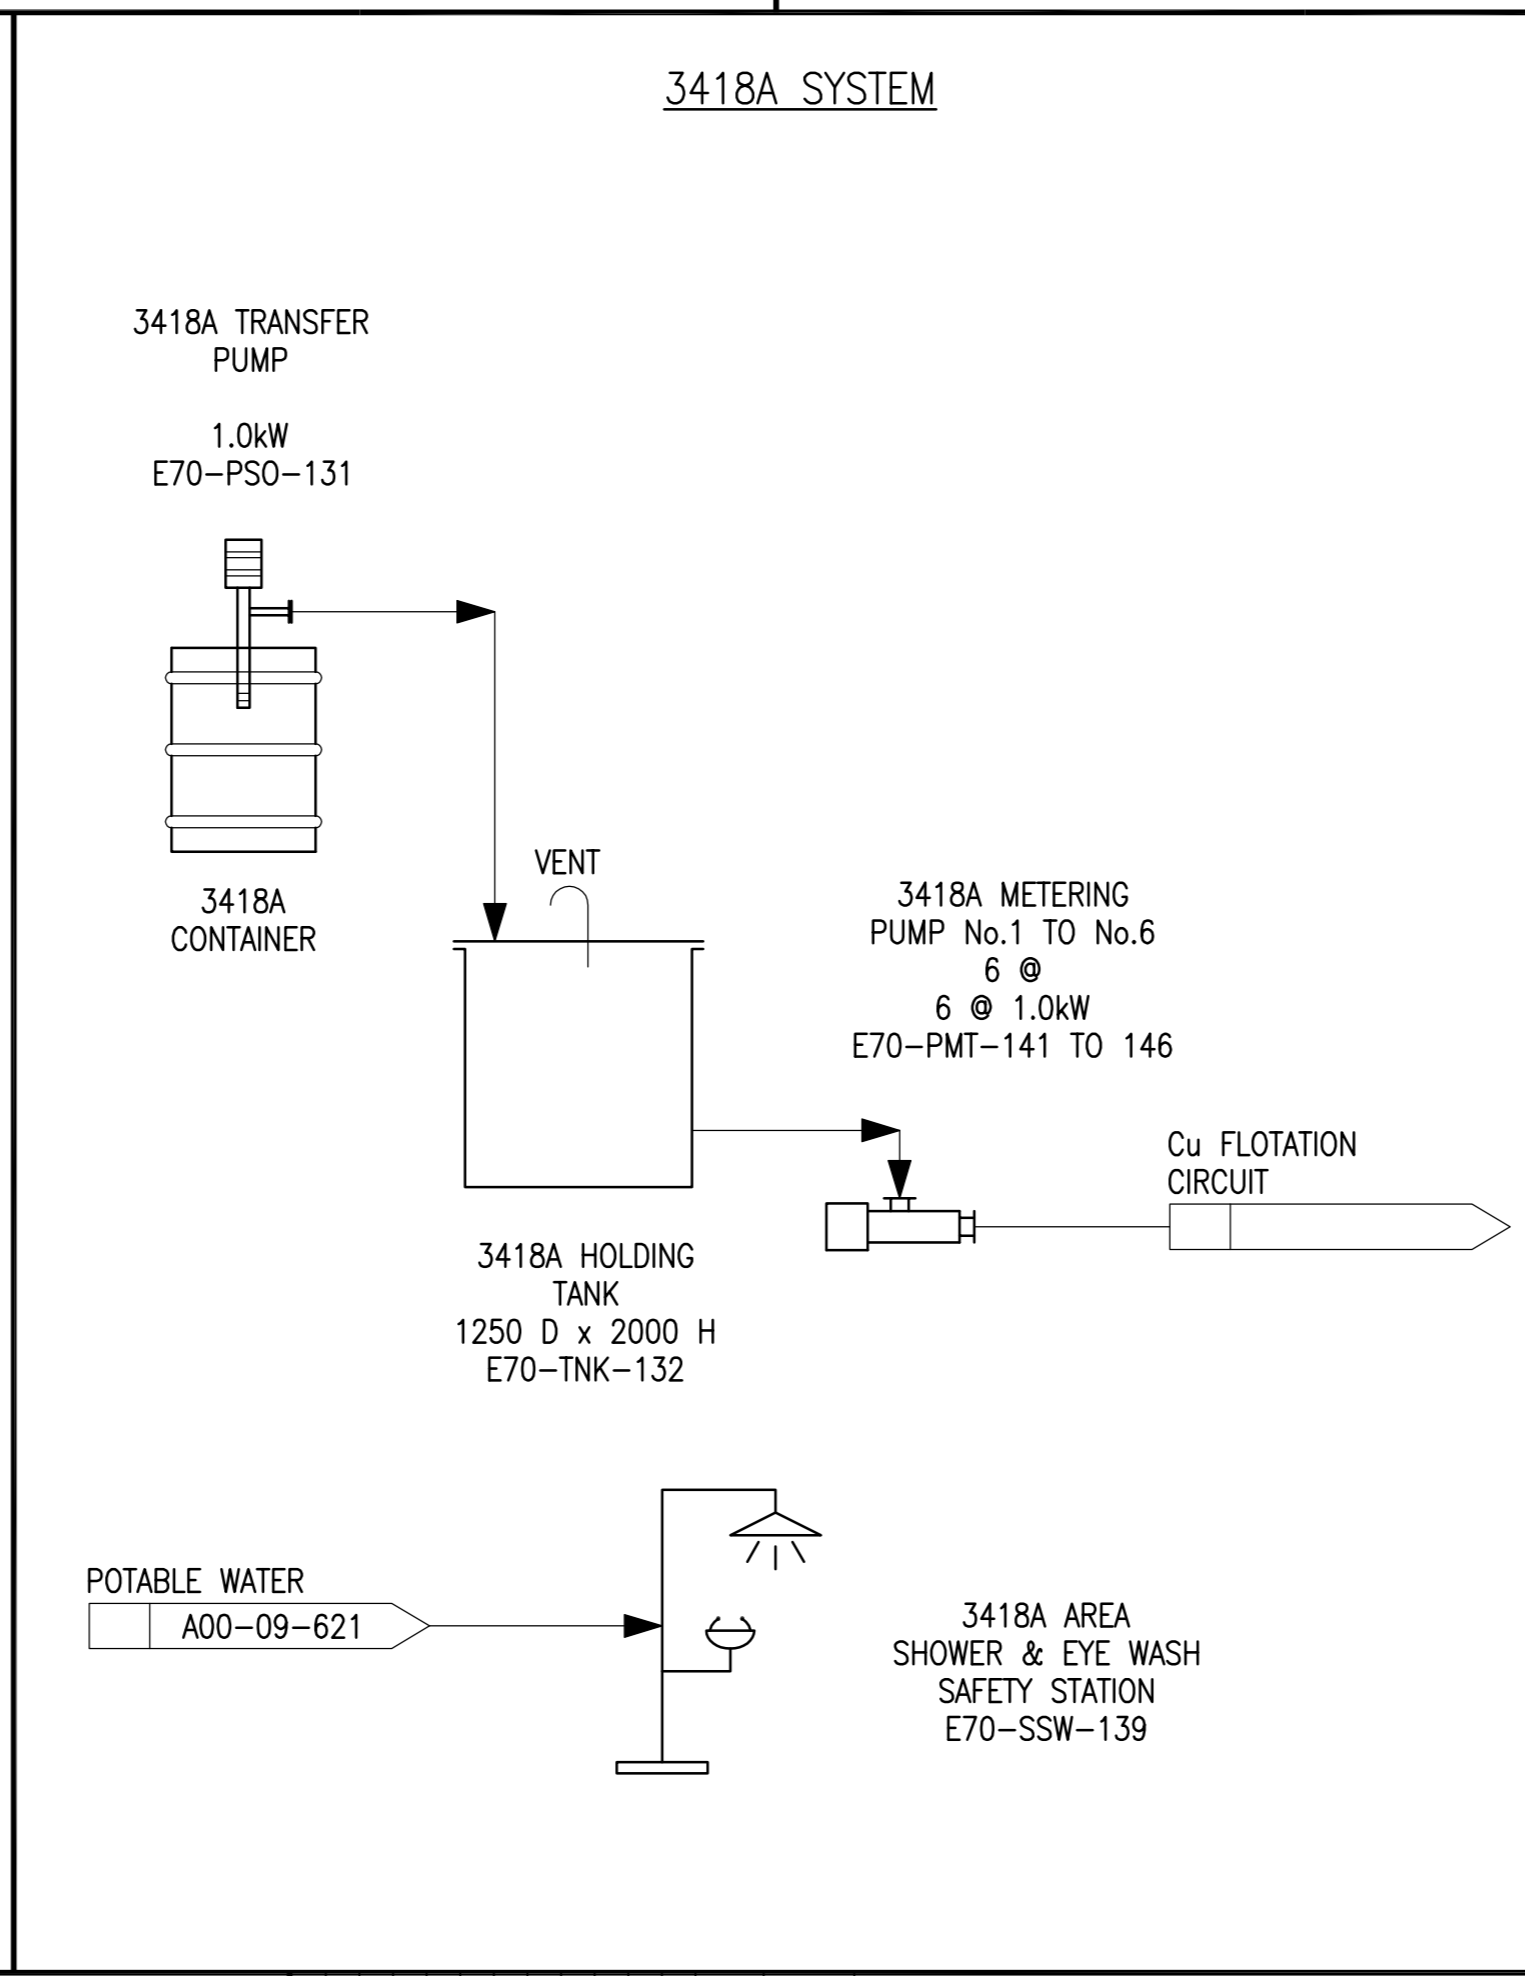 3418A SYSTEM
3418A TRANSFER
PUMP
1.0kW
E70-PSO-131
3418A
CONTAINER
VENT
3418A METERING
PUMP No.1 TO No.6
6 @
6 @ 1.0kW
E70-PMT-141 TO 146
Cu FLOTATION
CIRCUIT
3418A HOLDING
TANK
1250 D x 2000 H
E70-TNK-132
POTABLE WATER
A00-09-621
3418A AREA
SHOWER & EYE WASH
SAFETY STATION
E70-SSW-139